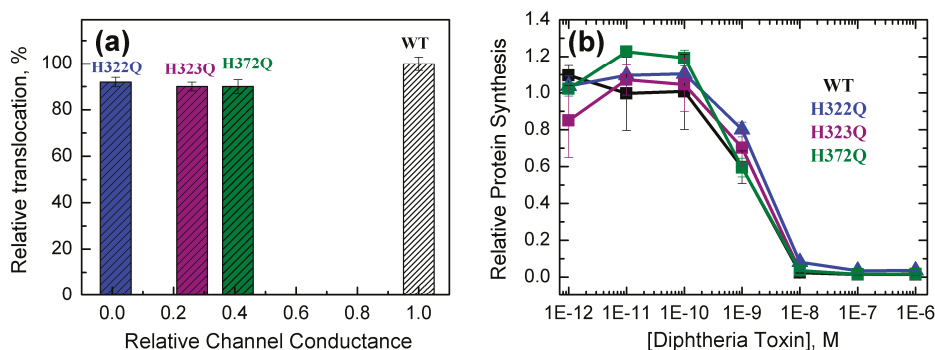 (a)
H322Q
H323Q
H372Q
WT
Relative translocation, %
100
80
60
40
20
0
0.0 0.2 0.4 0.6 0.8 1.0
Relative Channel Conductance
(b)
WT
H322Q
H323Q
H372Q
Relative Protein Synthesis
1.4
1.2
1.0
0.8
0.6
0.4
0.2
0.0
1E-12 1E-11 1E-10 1E-9 1E-8 1E-7 1E-6
[Diphtheria Toxin], M